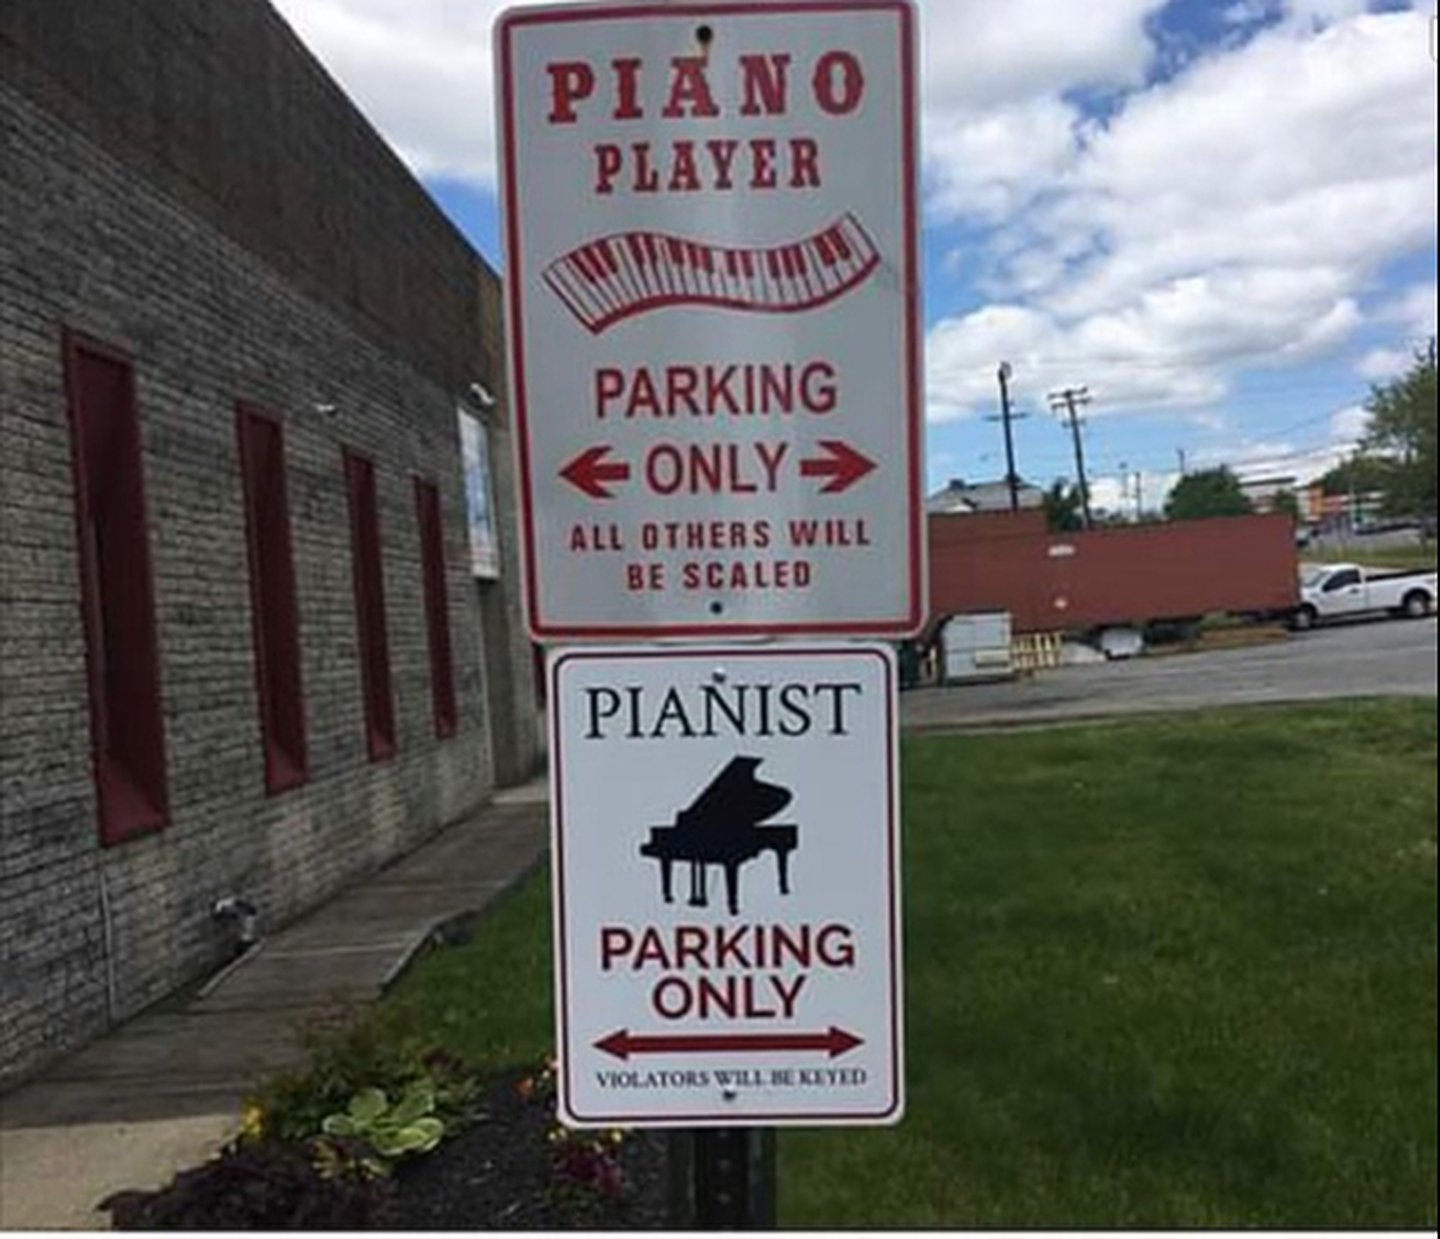 PIANO
PLAYER
PARKING
ONLY
ALL OTHERS WILL
BE SCALED
PIANIST
PARKING
ONLY
VIOLATORS WILL BE KEYED